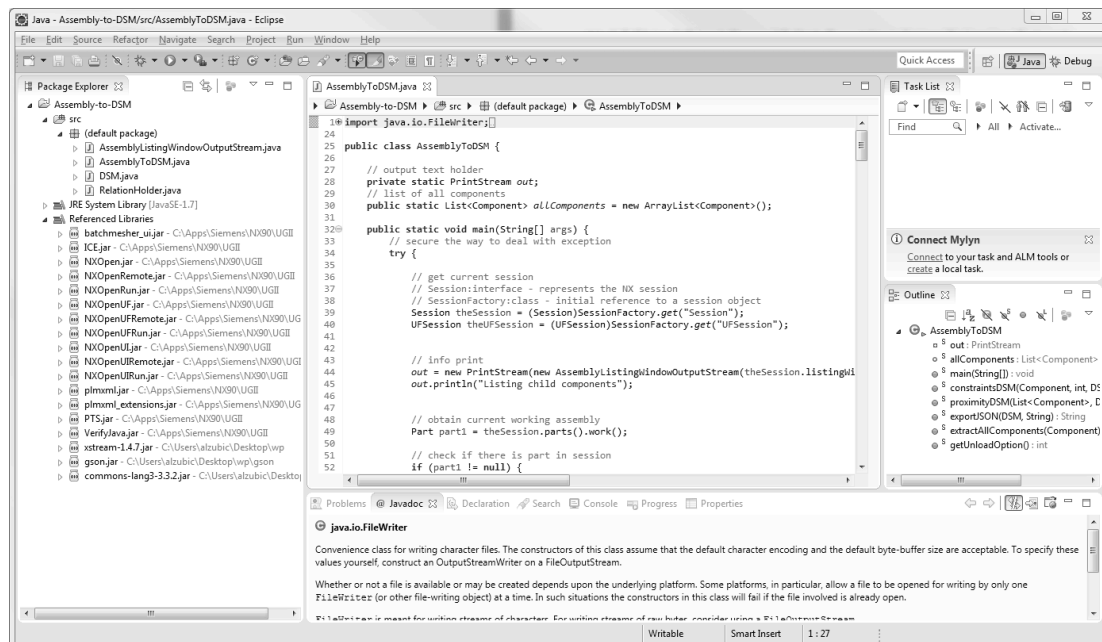 Java - Assembly-to-DSM/src/AssemblyToDSM.java - Eclipse
File Edit Source Refactor Navigate Search Project Run Window Help
Quick Access Java Debug
Package Explorer
Assembly-to-DSM
src
(default package)
AssemblyListingWindowOutputStream.java
AssemblyToDSM.java
DSM.java
RelationHolder.java
JRE System Library [JavaSE-1.7]
Referenced Libraries
batchmesher_ui.jar - C:\Apps\Siemens\NX90\UGII
ICE.jar - C:\Apps\Siemens\NX90\UGII
NXOpen.jar - C:\Apps\Siemens\NX90\UGII
NXOpenRemote.jar - C:\Apps\Siemens\NX90\UGII
NXOpenRun.jar - C:\Apps\Siemens\NX90\UGII
NXOpenUF.jar - C:\Apps\Siemens\NX90\UGII
NXOpenUFRemote.jar - C:\Apps\Siemens\NX90\UG
NXOpenUFRun.jar - C:\Apps\Siemens\NX90\UGII
NXOpenUI.jar - C:\Apps\Siemens\NX90\UGII
NXOpenUIRemote.jar - C:\Apps\Siemens\NX90\UGI
NXOpenUIRun.jar - C:\Apps\Siemens\NX90\UGII
plmxml.jar - C:\Apps\Siemens\NX90\UGII
plmxml_extensions.jar - C:\Apps\Siemens\NX90\UG
PTS.jar - C:\Apps\Siemens\NX90\UGII
VerifyJava.jar - C:\Apps\Siemens\NX90\UGII
xstream-1.4.7.jar - C:\Users\alzubic\Desktop\wp
gson.jar - C:\Users\alzubic\Desktop\wp\gson
commons-lang3-3.3.2.jar - C:\Users\alzubic\Deskto
AssemblyToDSM.java
Assembly-to-DSM src (default package) AssemblyToDSM
1 import java.io.FileWriter;
24
25 public class AssemblyToDSM {
26
27 // output text holder
28 private static PrintStream out;
29 // list of all components
30 public static List<Component> allComponents = new ArrayList<Component>();
31
32 public static void main(String[] args) {
33 // secure the way to deal with exception
34 try {
35
36 // get current session
37 // Session:interface - represents the NX session
38 // SessionFactory:class - initial reference to a session object
39 Session theSession = (Session)SessionFactory.get("Session");
40 UFSession theUFSession = (UFSession)SessionFactory.get("UFSession");
41
42
43 // info print
44 out = new PrintStream(new AssemblyListingWindowOutputStream(theSession.listingWi
45 out.println("Listing child components");
46
47
48 // obtain current working assembly
49 Part part1 = theSession.parts().work();
50
51 // check if there is part in session
52 if (part1 != null) {
Task List
Find All Activate...
Connect Mylyn
Connect to your task and ALM tools or
create a local task.
Outline
AssemblyToDSM
out : PrintStream
allComponents : List<Component>
main(String[]) : void
constraintsDSM(Component, int, DS
proximityDSM(List<Component>, D
exportJSON(DSM, String) : String
extractAllComponents(Component)
getUnloadOption() : int
Problems @ Javadoc Declaration Search Console Progress Properties
java.io.FileWriter
Convenience class for writing character files. The constructors of this class assume that the default character encoding and the default byte-buffer size are acceptable. To specify these
values yourself, construct an OutputStreamWriter on a FileOutputStream.
Whether or not a file is available or may be created depends upon the underlying platform. Some platforms, in particular, allow a file to be opened for writing by only one
FileWriter (or other file-writing object) at a time. In such situations the constructors in this class will fail if the file involved is already open.
FileWriter is meant for writing streams of characters. For writing streams of raw bytes, consider using a FileOutputStream
Writable Smart Insert 1 : 27